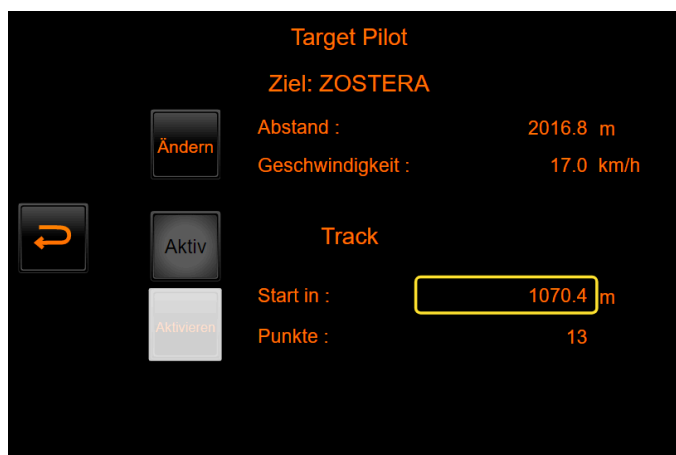 Target Pilot
Ziel: ZOSTERA
Ändern
Abstand : 2016.8 m
Geschwindigkeit : 17.0 km/h
Aktiv
Track
Aktivieren
Start in : 1070.4 m
Punkte : 13